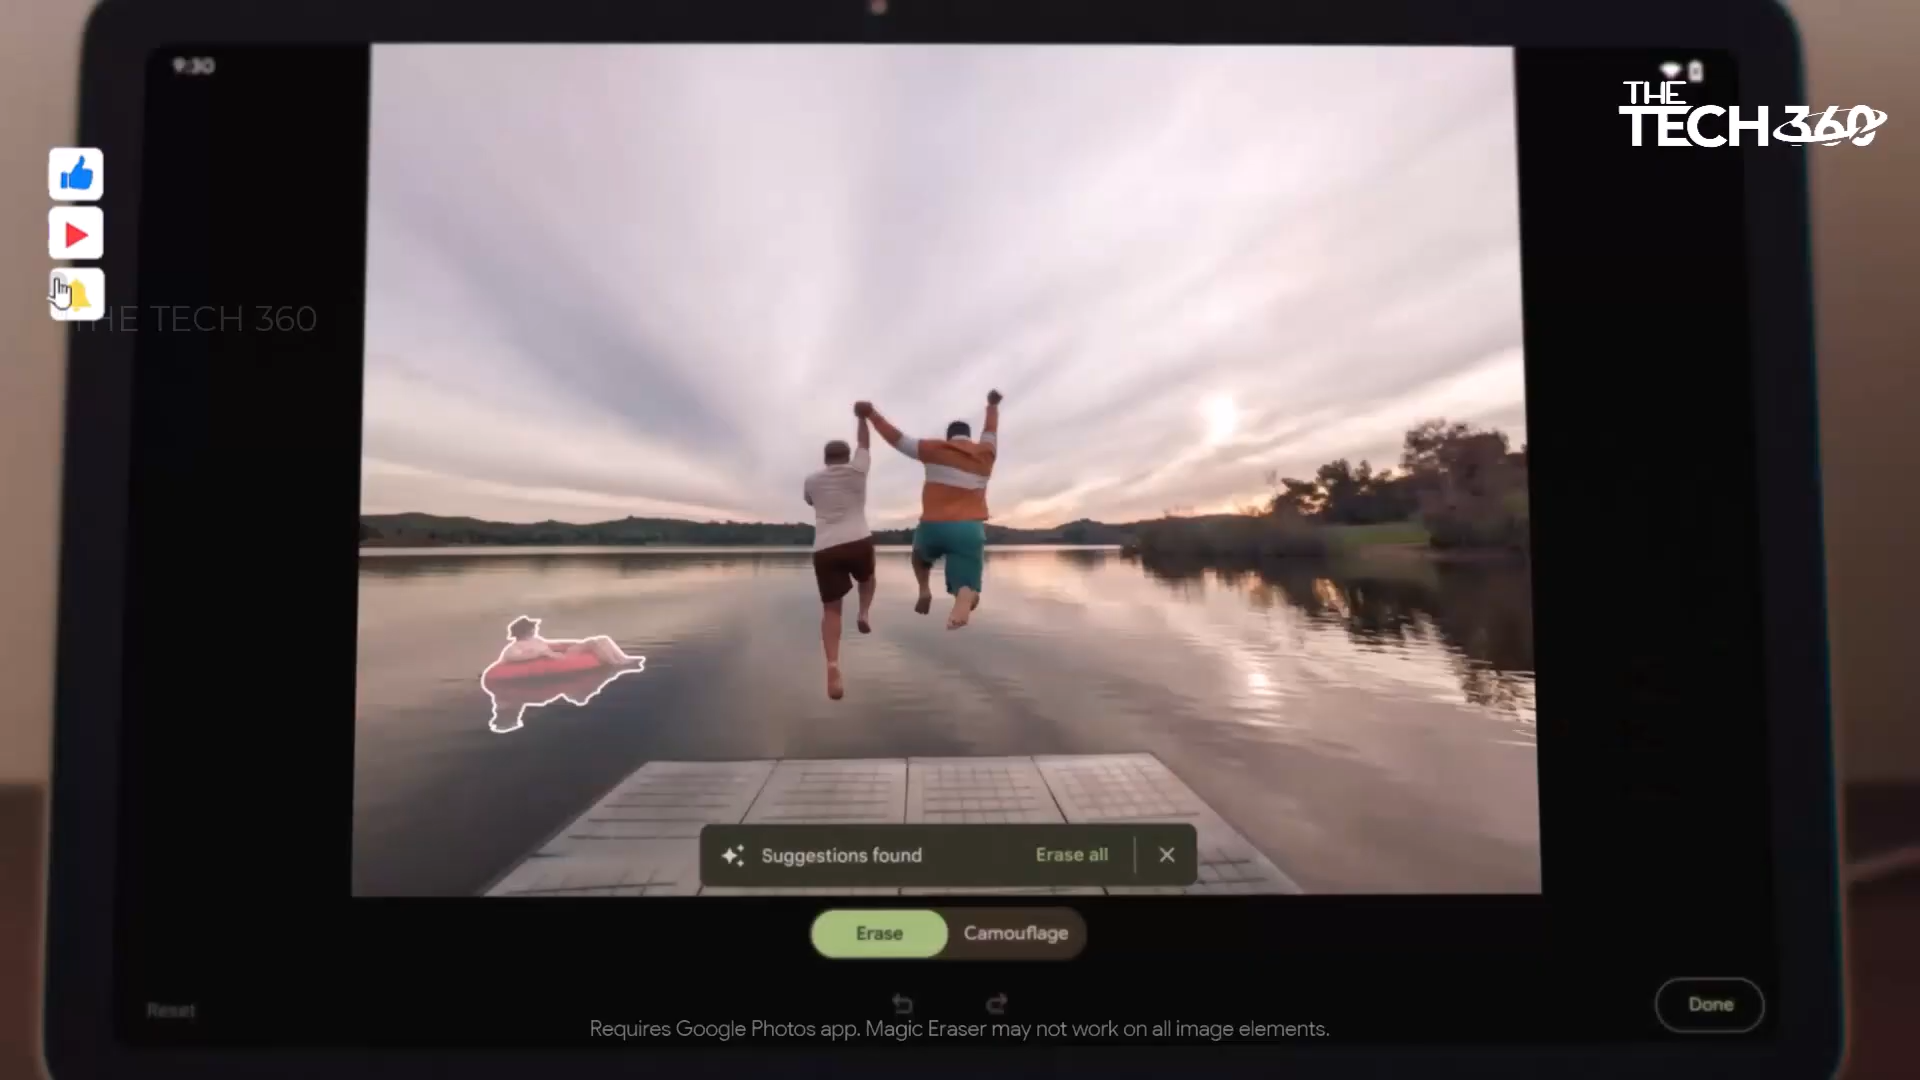 9:30
THE
TECH 360
THE TECH 360
Suggestions found Erase all
Erase Camouflage
Reset
Done
Requires Google Photos app. Magic Eraser may not work on all image elements.